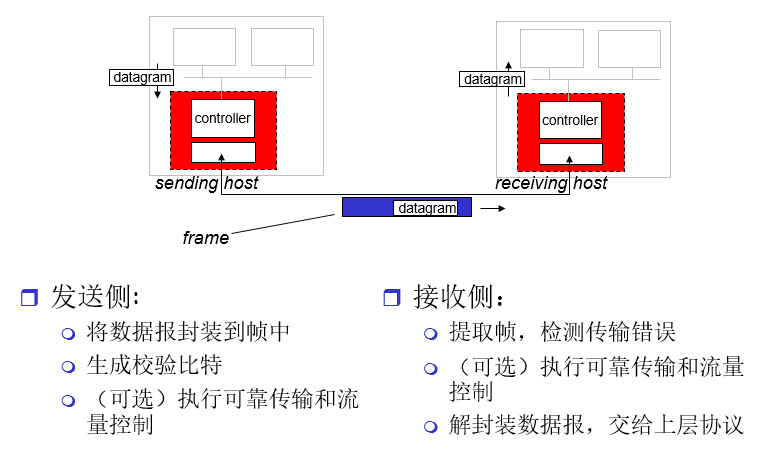 datagram
controller
sending host
datagram
controller
receiving host
datagram
frame
发送侧:
将数据报封装到帧中
生成校验比特
（可选）执行可靠传输和流
量控制
接收侧：
提取帧，检测传输错误
（可选）执行可靠传输和流量
控制
解封装数据报，交给上层协议